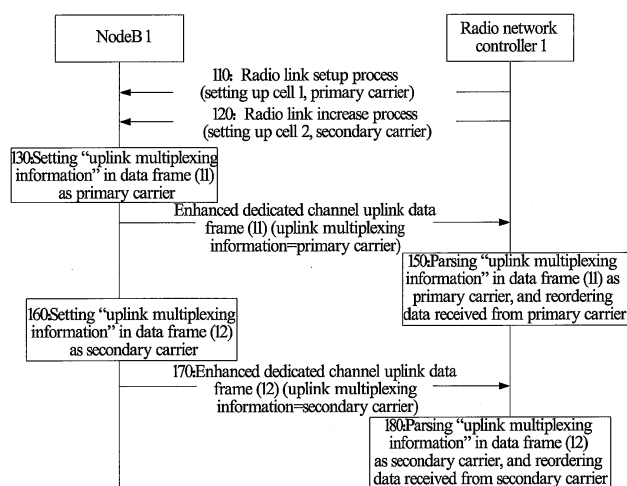 NodeB 1
Radio network
controller 1
110: Radio link setup process
(setting up cell 1, primary carrier)
120: Radio link increase process
(setting up cell 2, secondary carrier)
130:Setting “uplink multiplexing
information” in data frame (11)
as primary carrier
Enhanced dedicated channel uplink data
frame (11) (uplink multiplexing
information=primary carrier)
150:Parsing “uplink multiplexing
information” in data frame (11) as
primary carrier, and reordering
data received from primary carrier
160:Setting “uplink multiplexing
information” in data frame (12)
as secondary carrier
170:Enhanced dedicated channel uplink data
frame (12) (uplink multiplexing
information=secondary carrier)
180:Parsing “uplink multiplexing
information” in data frame (12)
as secondary carrier, and reordering
data received from secondary carrier